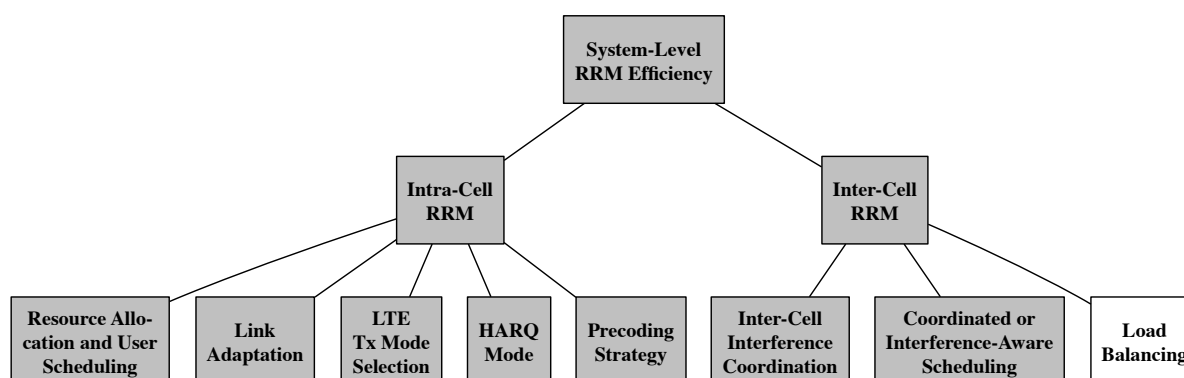 System-Level
RRM Efficiency
Intra-Cell
RRM
Inter-Cell
RRM
Resource Allo-
cation and User
Scheduling
Link
Adaptation
LTE
Tx Mode
Selection
HARQ
Mode
Precoding
Strategy
Inter-Cell
Interference
Coordination
Coordinated or
Interference-Aware
Scheduling
Load
Balancing